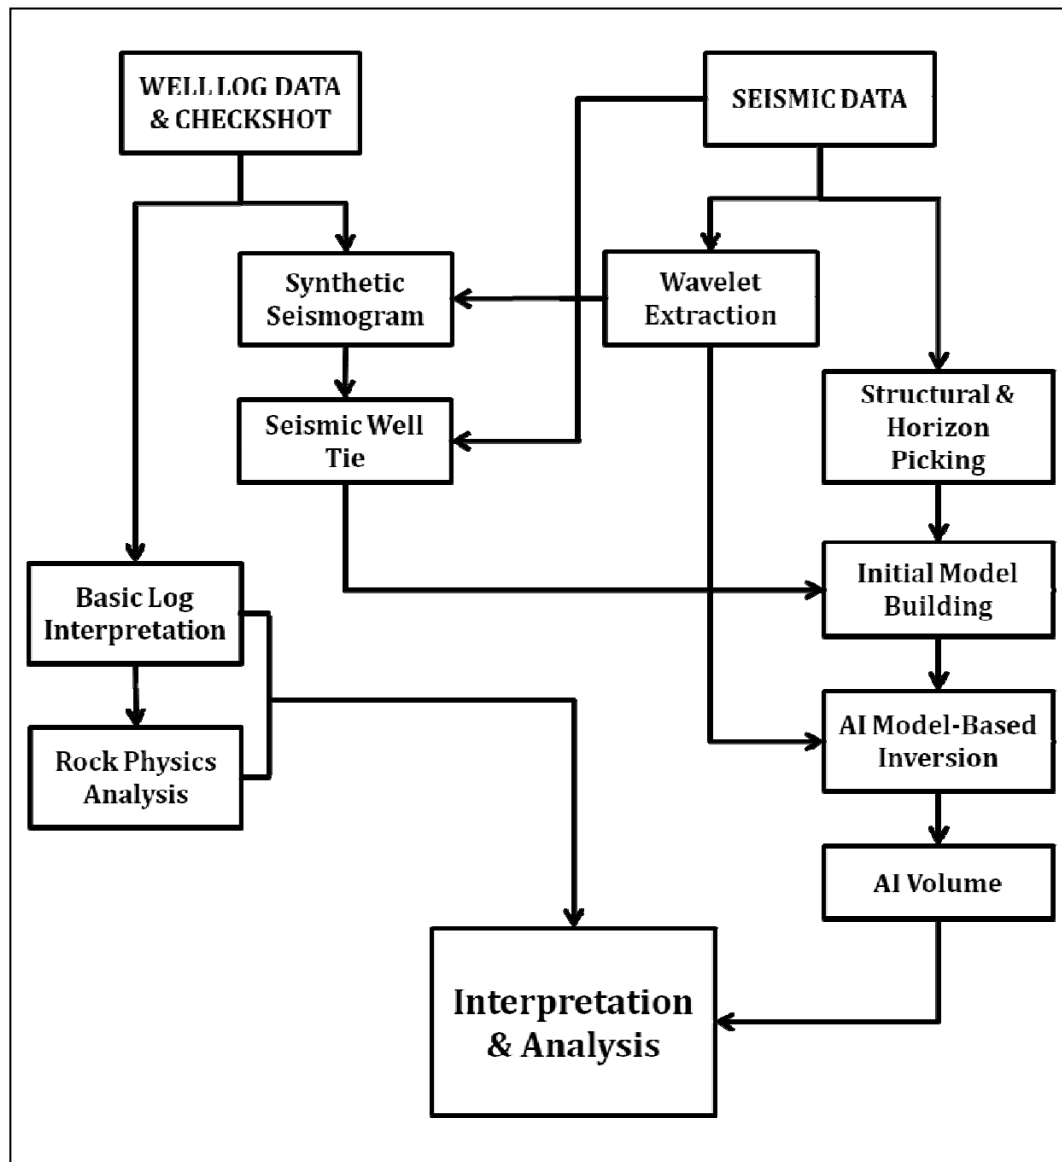 WELL LOG DATA
& CHECKSHOT
SEISMIC DATA
Synthetic
Seismogram
Wavelet
Extraction
Seismic Well
Tie
Structural &
Horizon
Picking
Basic Log
Interpretation
Initial Model
Building
Rock Physics
Analysis
AI Model-Based
Inversion
AI Volume
Interpretation
& Analysis